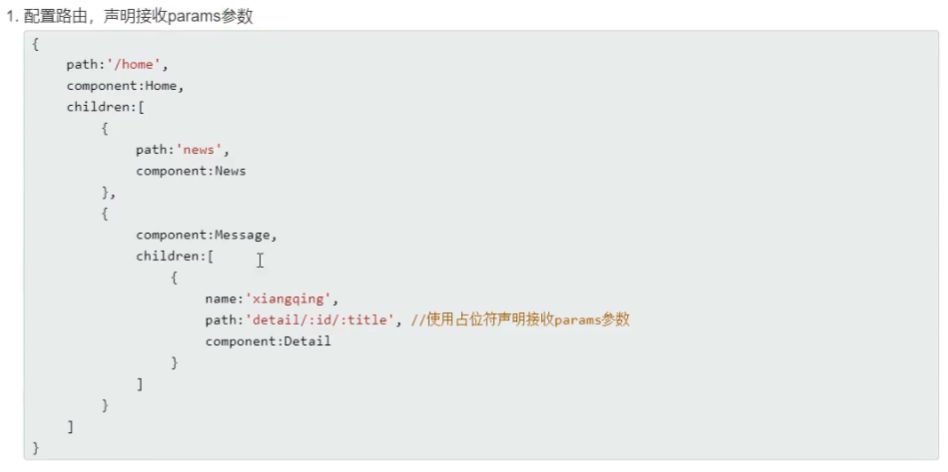 1. 配置路由，声明接收params参数
{
    path:'/home',
    component:Home,
    children:[
        {
            path:'news',
            component:News
        },
        {
            component:Message,
            children:[
                {
                    name:'xiangqing',
                    path:'detail/:id/:title', //使用占位符声明接收params参数
                    component:Detail
                }
            ]
        }
    ]
}